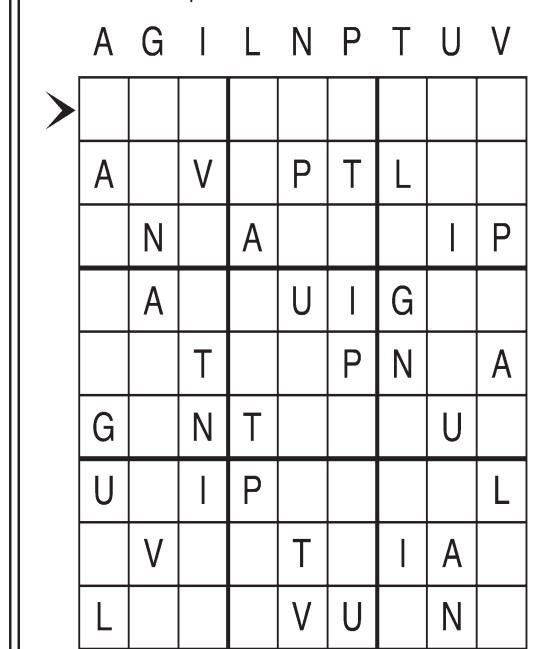 A G I L N P T U V
A V P T L
N A I P
A U I G
T P N A
G N T U
U I P L
V T I A
L V U N